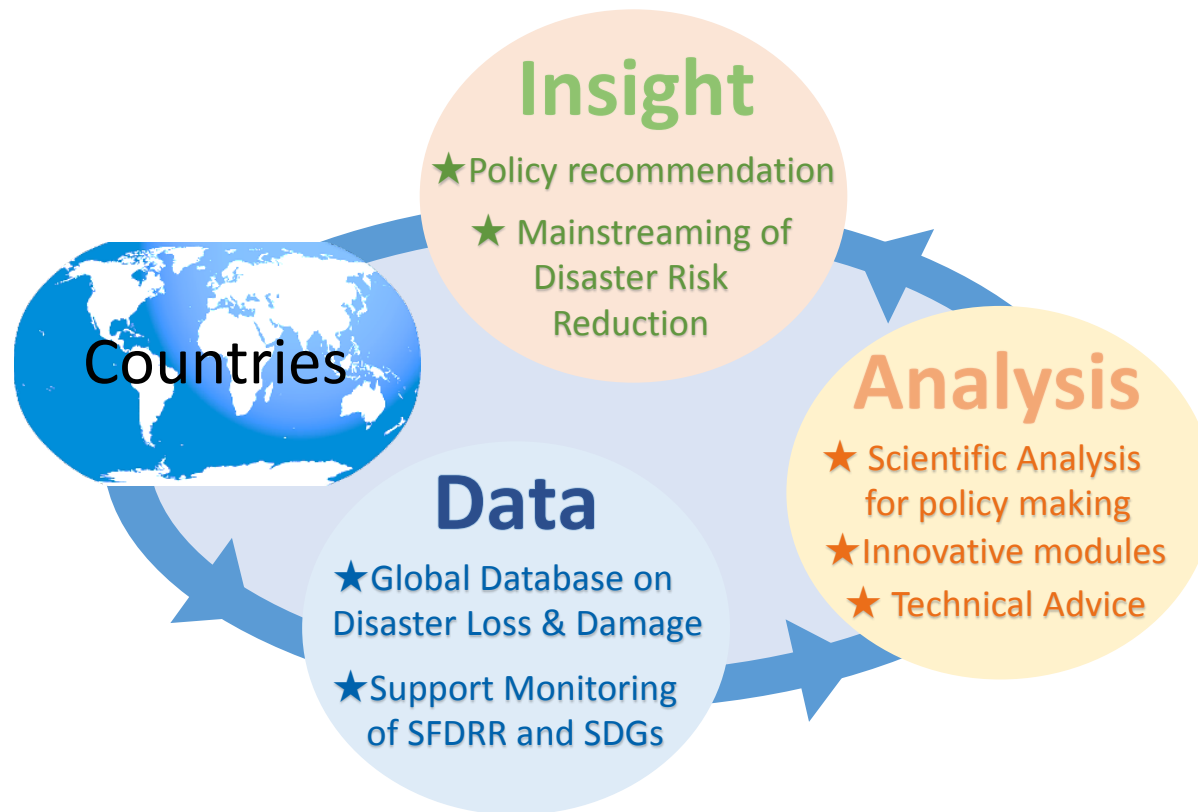 Insight
★Policy recommendation
★ Mainstreaming of
Disaster Risk
Reduction
Countries
Analysis
★ Scientific Analysis
for policy making
★Innovative modules
★ Technical Advice
Data
★Global Database on
Disaster Loss & Damage
★Support Monitoring
of SFDRR and SDGs